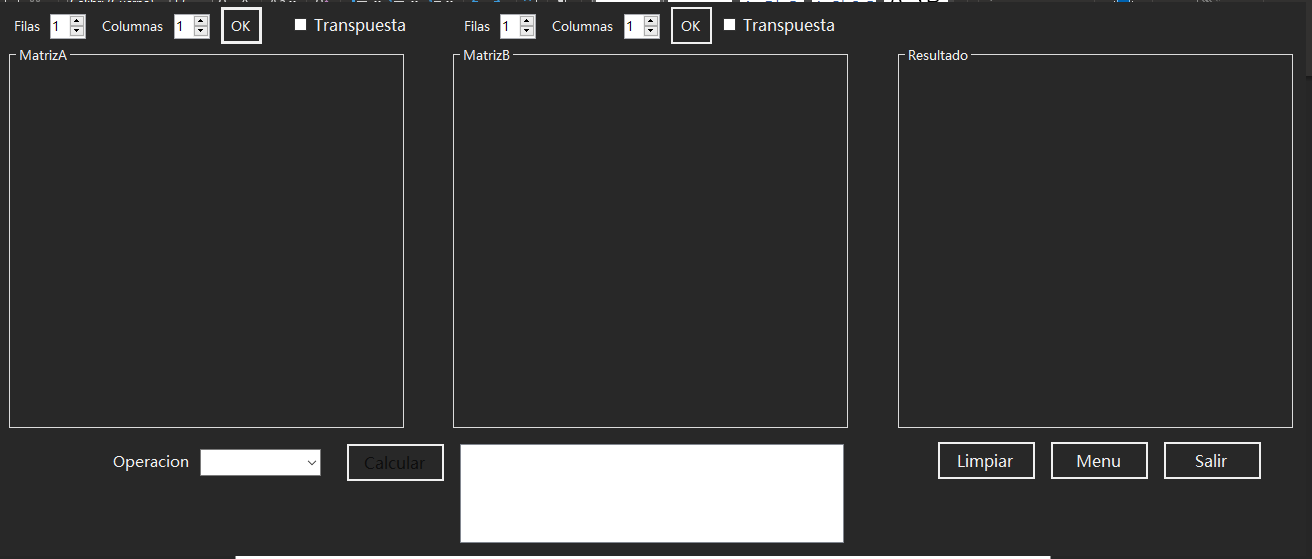 Filas 1 Columnas 1 OK Transpuesta Filas 1 Columnas 1 OK Transpuesta
MatrizA MatrizB Resultado
Operacion Calcular Limpiar Menu Salir